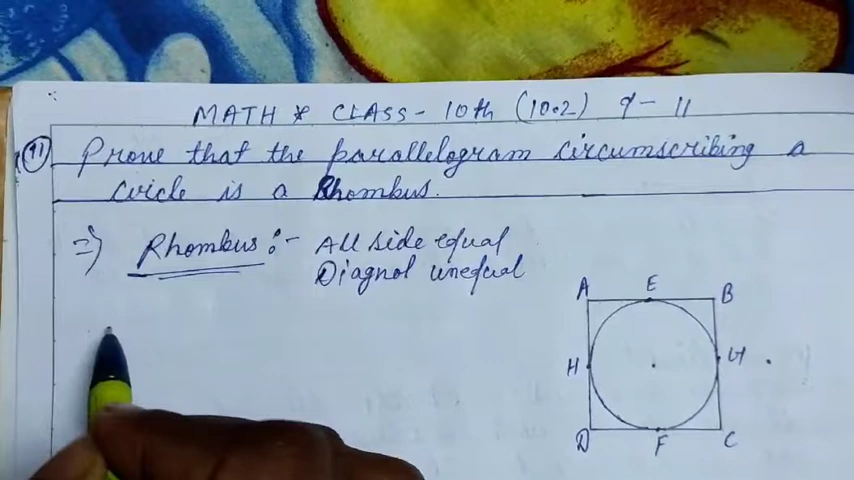 MATH * CLASS - 10th (10.2) q - 11
11 Prove that the parallelogram circumscribing a
circle is a Rhombus.
=> Rhombus :- All side equal
Diagnol unequal
A E B
H
D F C